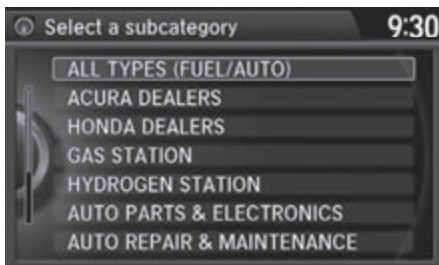 Select a subcategory
9:30
ALL TYPES (FUEL/AUTO)
ACURA DEALERS
HONDA DEALERS
GAS STATION
HYDROGEN STATION
AUTO PARTS & ELECTRONICS
AUTO REPAIR & MAINTENANCE